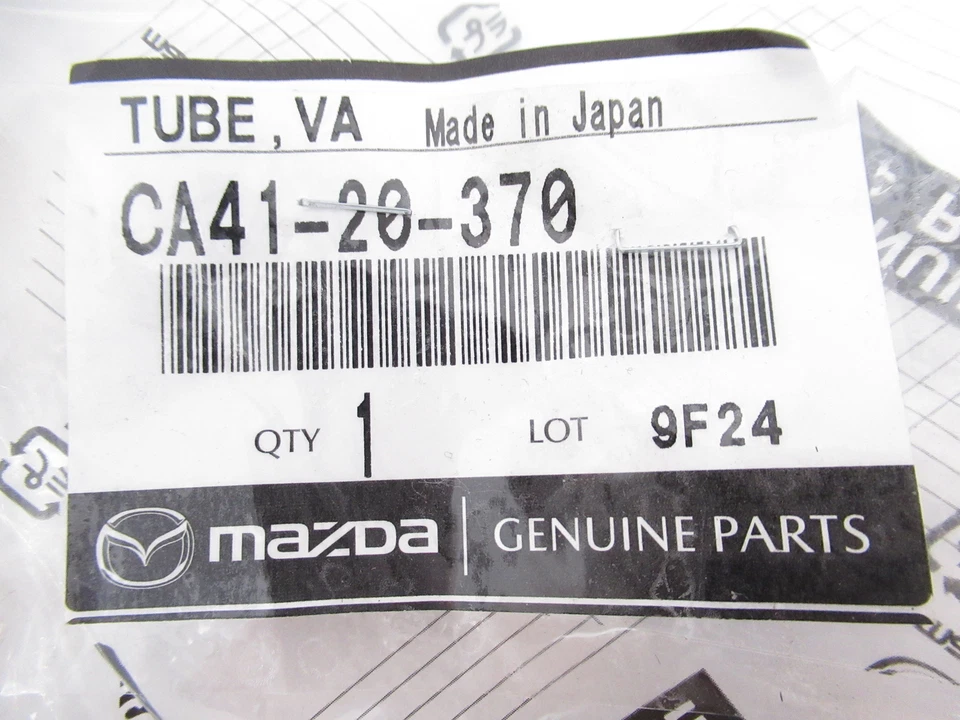 TUBE,VA Made in Japan
CA41-20-370
QTY 1 LOT 9F24
mazda GENUINE PARTS